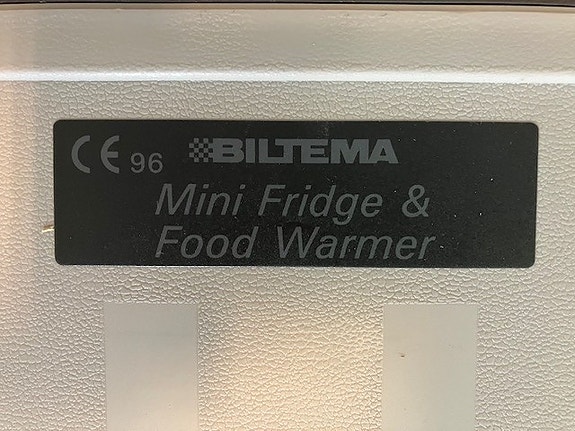 CE 96 BILTEMA
Mini Fridge &
Food Warmer